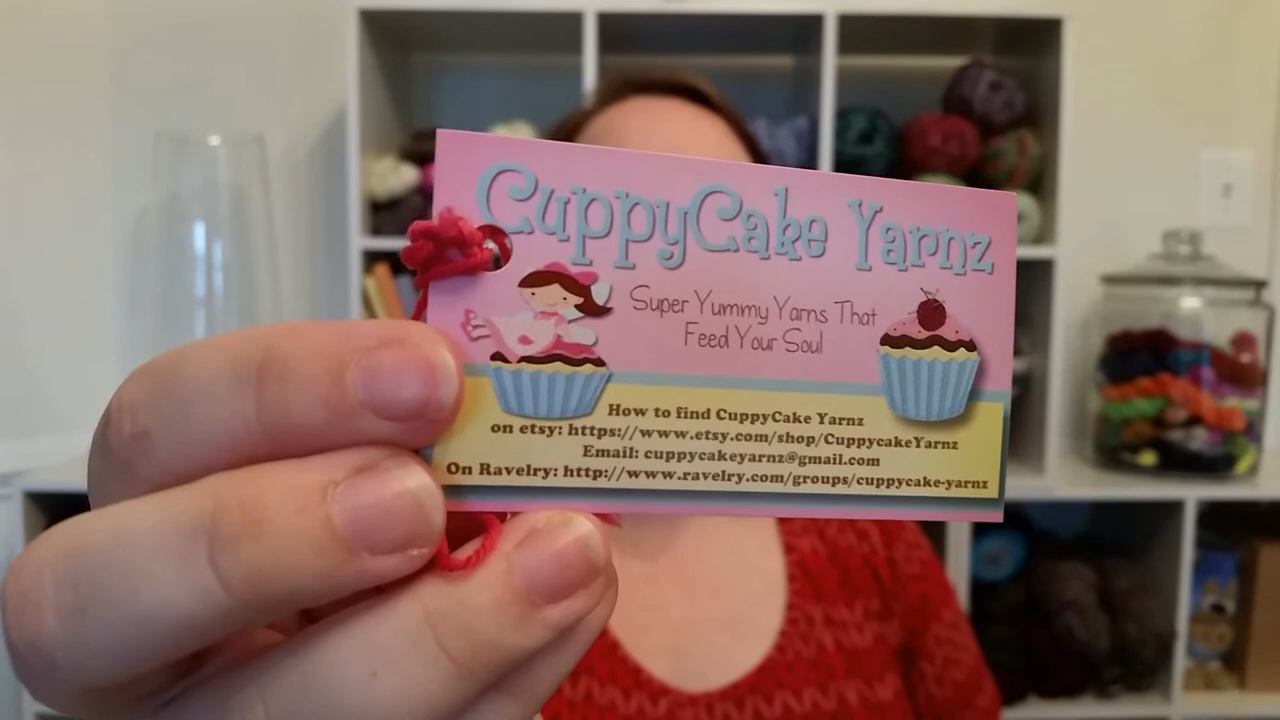 CuppyCake Yarnz
Super Yummy Yarns That
Feed Your Soul
How to find CuppyCake Yarnz
on etsy: https://www.etsy.com/shop/CuppycakeYarnz
Email: cuppycakeyarnz@gmail.com
On Ravelry: http://www.ravelry.com/groups/cuppycake-yarnz